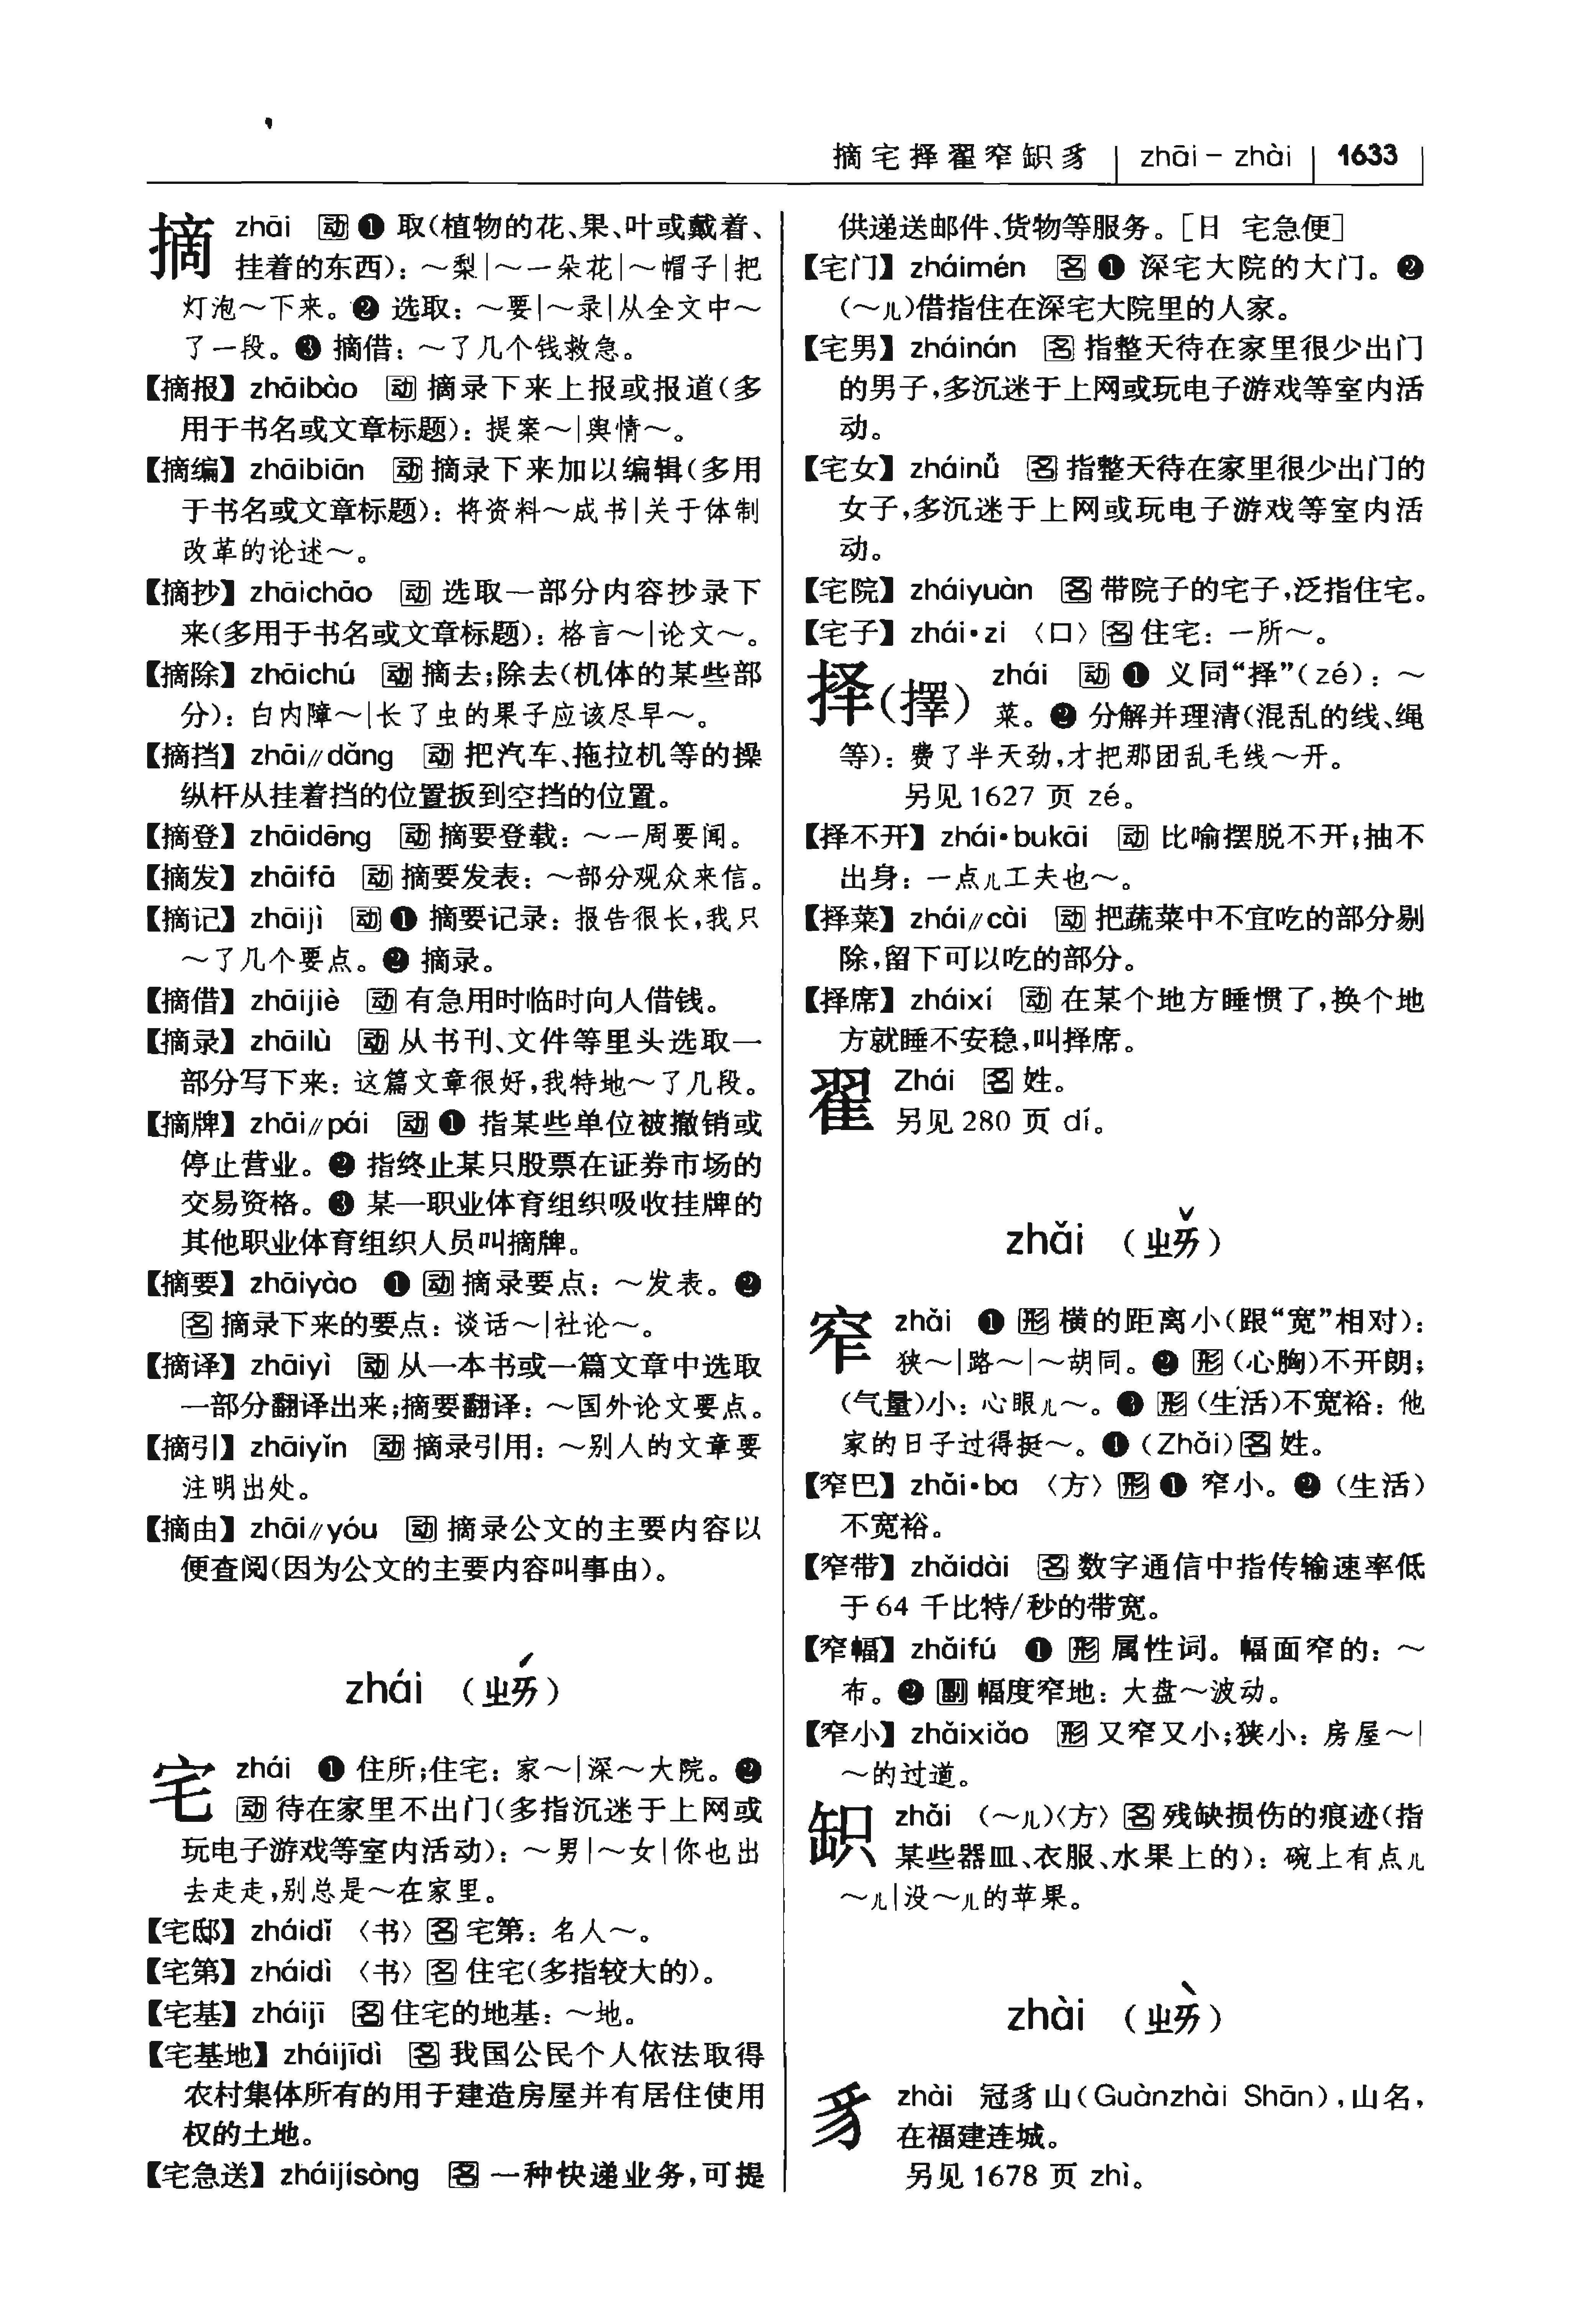 摘宅择翟窄𫌀豸 zhāi－zhài 1633
摘 zhāi 动 ❶ 取(植物的花、果、叶或戴着、
挂着的东西)：～梨|～一朵花|～帽子|把
灯泡～下来。❷ 选取：～要|～录|从全文中～
了一段。❸ 摘借：～了几个钱救急。
【摘报】zhāibào 动 摘录下来上报或报道(多
用于书名或文章标题)：提案～|舆情～。
【摘编】zhāibiān 动 摘录下来加以编辑(多用
于书名或文章标题)：将资料～成书|关于体制
改革的论述～。
【摘抄】zhāichāo 动 选取一部分内容抄录下
来(多用于书名或文章标题)：格言～|论文～。
【摘除】zhāichú 动 摘去;除去(机体的某些部
分)：白内障～|长了虫的果子应该尽早～。
【摘挡】zhāi∥dǎng 动 把汽车、拖拉机等的操
纵杆从挂着挡的位置扳到空挡的位置。
【摘登】zhāidēng 动 摘要登载：～一周要闻。
【摘发】zhāifā 动 摘要发表：～部分观众来信。
【摘记】zhāijì 动 ❶ 摘要记录：报告很长,我只
～了几个要点。❷ 摘录。
【摘借】zhāijiè 动 有急用时临时向人借钱。
【摘录】zhāilù 动 从书刊、文件等里头选取一
部分写下来：这篇文章很好,我特地～了几段。
【摘牌】zhāi∥pái 动 ❶ 指某些单位被撤销或
停止营业。❷ 指终止某只股票在证券市场的
交易资格。❸ 某一职业体育组织吸收挂牌的
其他职业体育组织人员叫摘牌。
【摘要】zhāiyào ❶ 动 摘录要点：～发表。❷
名 摘录下来的要点：谈话～|社论～。
【摘译】zhāiyì 动 从一本书或一篇文章中选取
一部分翻译出来;摘要翻译：～国外论文要点。
【摘引】zhāiyǐn 动 摘录引用：～别人的文章要
注明出处。
【摘由】zhāi∥yóu 动 摘录公文的主要内容以
便查阅(因为公文的主要内容叫事由)。
zhái (ㄓㄞˊ)
宅 zhái ❶ 住所;住宅：家～|深～大院。❷
动 待在家里不出门(多指沉迷于上网或
玩电子游戏等室内活动)：～男|～女|你也出
去走走,别总是～在家里。
【宅邸】zháidǐ 〈书〉名 宅第：名人～。
【宅第】zháidì 〈书〉名 住宅(多指较大的)。
【宅基】zháijī 名 住宅的地基：～地。
【宅基地】zháijīdì 名 我国公民个人依法取得
农村集体所有的用于建造房屋并有居住使用
权的土地。
【宅急送】zháijísòng 名 一种快递业务,可提
供递送邮件、货物等服务。[日 宅急便]
【宅门】zháimén 名 ❶ 深宅大院的大门。❷
(～儿)借指住在深宅大院里的人家。
【宅男】zháinán 名 指整天待在家里很少出门
的男子,多沉迷于上网或玩电子游戏等室内活
动。
【宅女】zháinǚ 名 指整天待在家里很少出门的
女子,多沉迷于上网或玩电子游戏等室内活
动。
【宅院】zháiyuàn 名 带院子的宅子,泛指住宅。
【宅子】zhái·zi 〈口〉名 住宅：一所～。
择(擇) zhái 动 ❶ 义同“择”(zé)：～
菜。❷ 分解并理清(混乱的线、绳
等)：费了半天劲,才把那团乱毛线～开。
另见1627 页 zé。
【择不开】zhái·bukāi 动 比喻摆脱不开;抽不
出身：一点儿工夫也～。
【择菜】zhái∥cài 动 把蔬菜中不宜吃的部分剔
除,留下可以吃的部分。
【择席】zháixí 动 在某个地方睡惯了,换个地
方就睡不安稳,叫择席。
翟 Zhái 名 姓。
另见280 页 dí。
zhǎi (ㄓㄞˇ)
窄 zhǎi ❶ 形 横的距离小(跟“宽”相对)：
狭～|路～|～胡同。❷ 形 (心胸)不开朗;
(气量)小：心眼儿～。❸ 形 (生活)不宽裕：他
家的日子过得挺～。❹ (Zhǎi)名 姓。
【窄巴】zhǎi·ba 〈方〉形 ❶ 窄小。❷ (生活)
不宽裕。
【窄带】zhǎidài 名 数字通信中指传输速率低
于64 千比特/秒的带宽。
【窄幅】zhǎifú ❶ 形 属性词。幅面窄的：～
布。❷ 副 幅度窄地：大盘～波动。
【窄小】zhǎixiǎo 形 又窄又小;狭小：房屋～|
～的过道。
zhǎi (～儿)〈方〉名 残缺损伤的痕迹(指
某些器皿、衣服、水果上的)：碗上有点儿
～儿|没～儿的苹果。
zhài (ㄓㄞˋ)
豸 zhài 冠豸山(Guànzhài Shān),山名,
在福建连城。
另见1678 页 zhì。